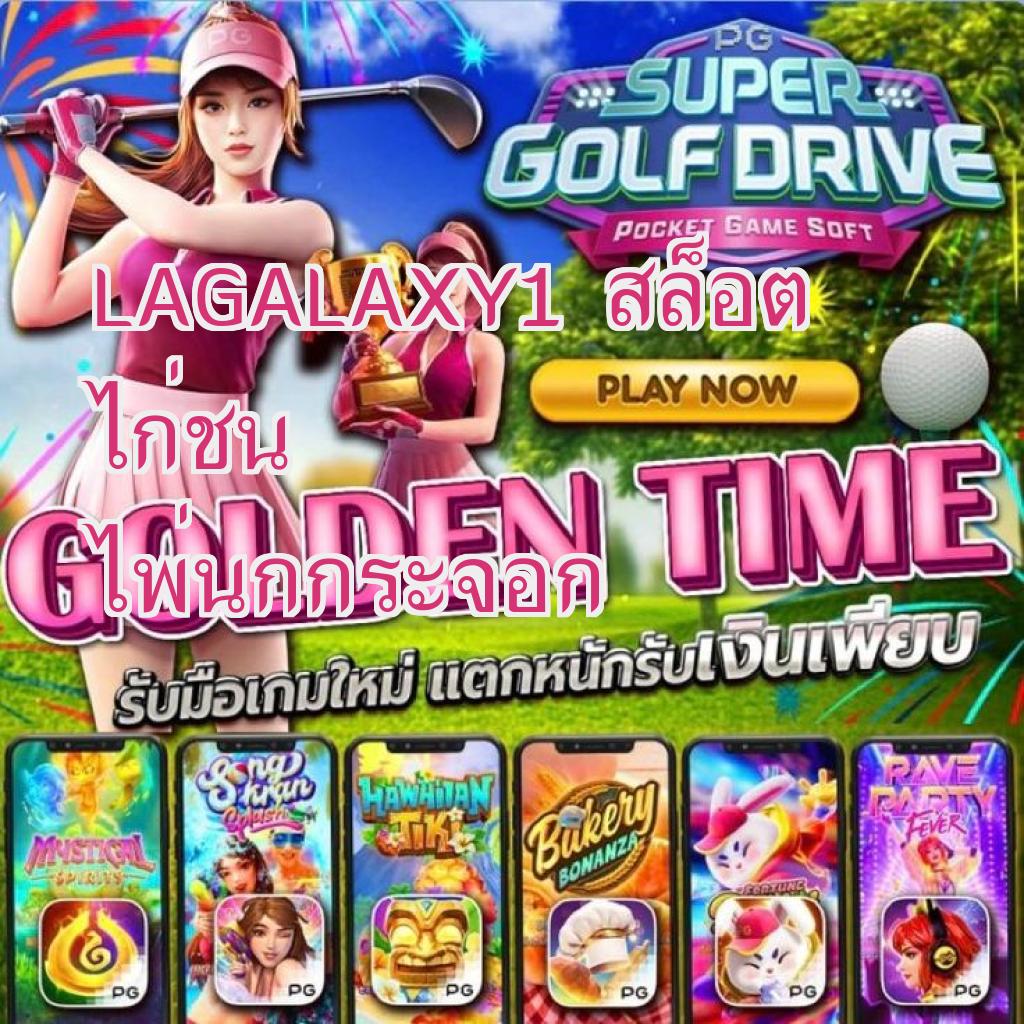 PG
PG
SUPER
GOLF DRIVE
POCKET GAME SOFT
LAGALAXY1 สล็อต
ไก่ชน
ไพ่นกกระจอก
PLAY NOW
GOLDEN TIME
รับมือเกมใหม่ แตกหนักรับเงินเพียบ
MYSTICAL
SPIRITS
Songkran
Splash
HAWAIIAN
TIKI
Bakery
BONANZA
FORTUNE
RAVE
PARTY
FEVER
PG
PG
PG
PG
PG
PG